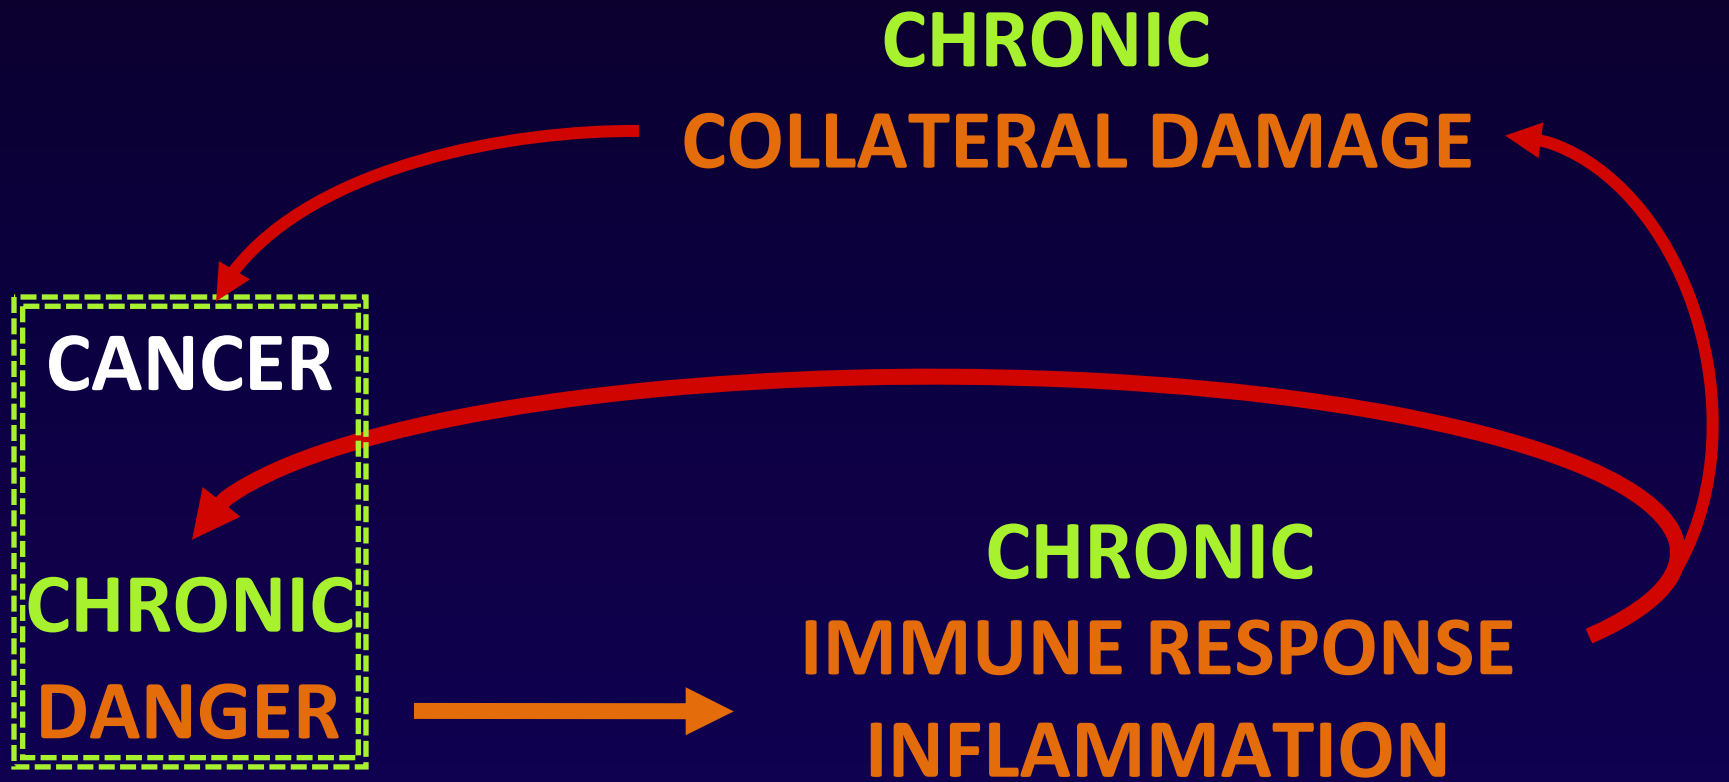 CHRONIC
COLLATERAL DAMAGE
CANCER
CHRONIC
DANGER
CHRONIC
IMMUNE RESPONSE
INFLAMMATION